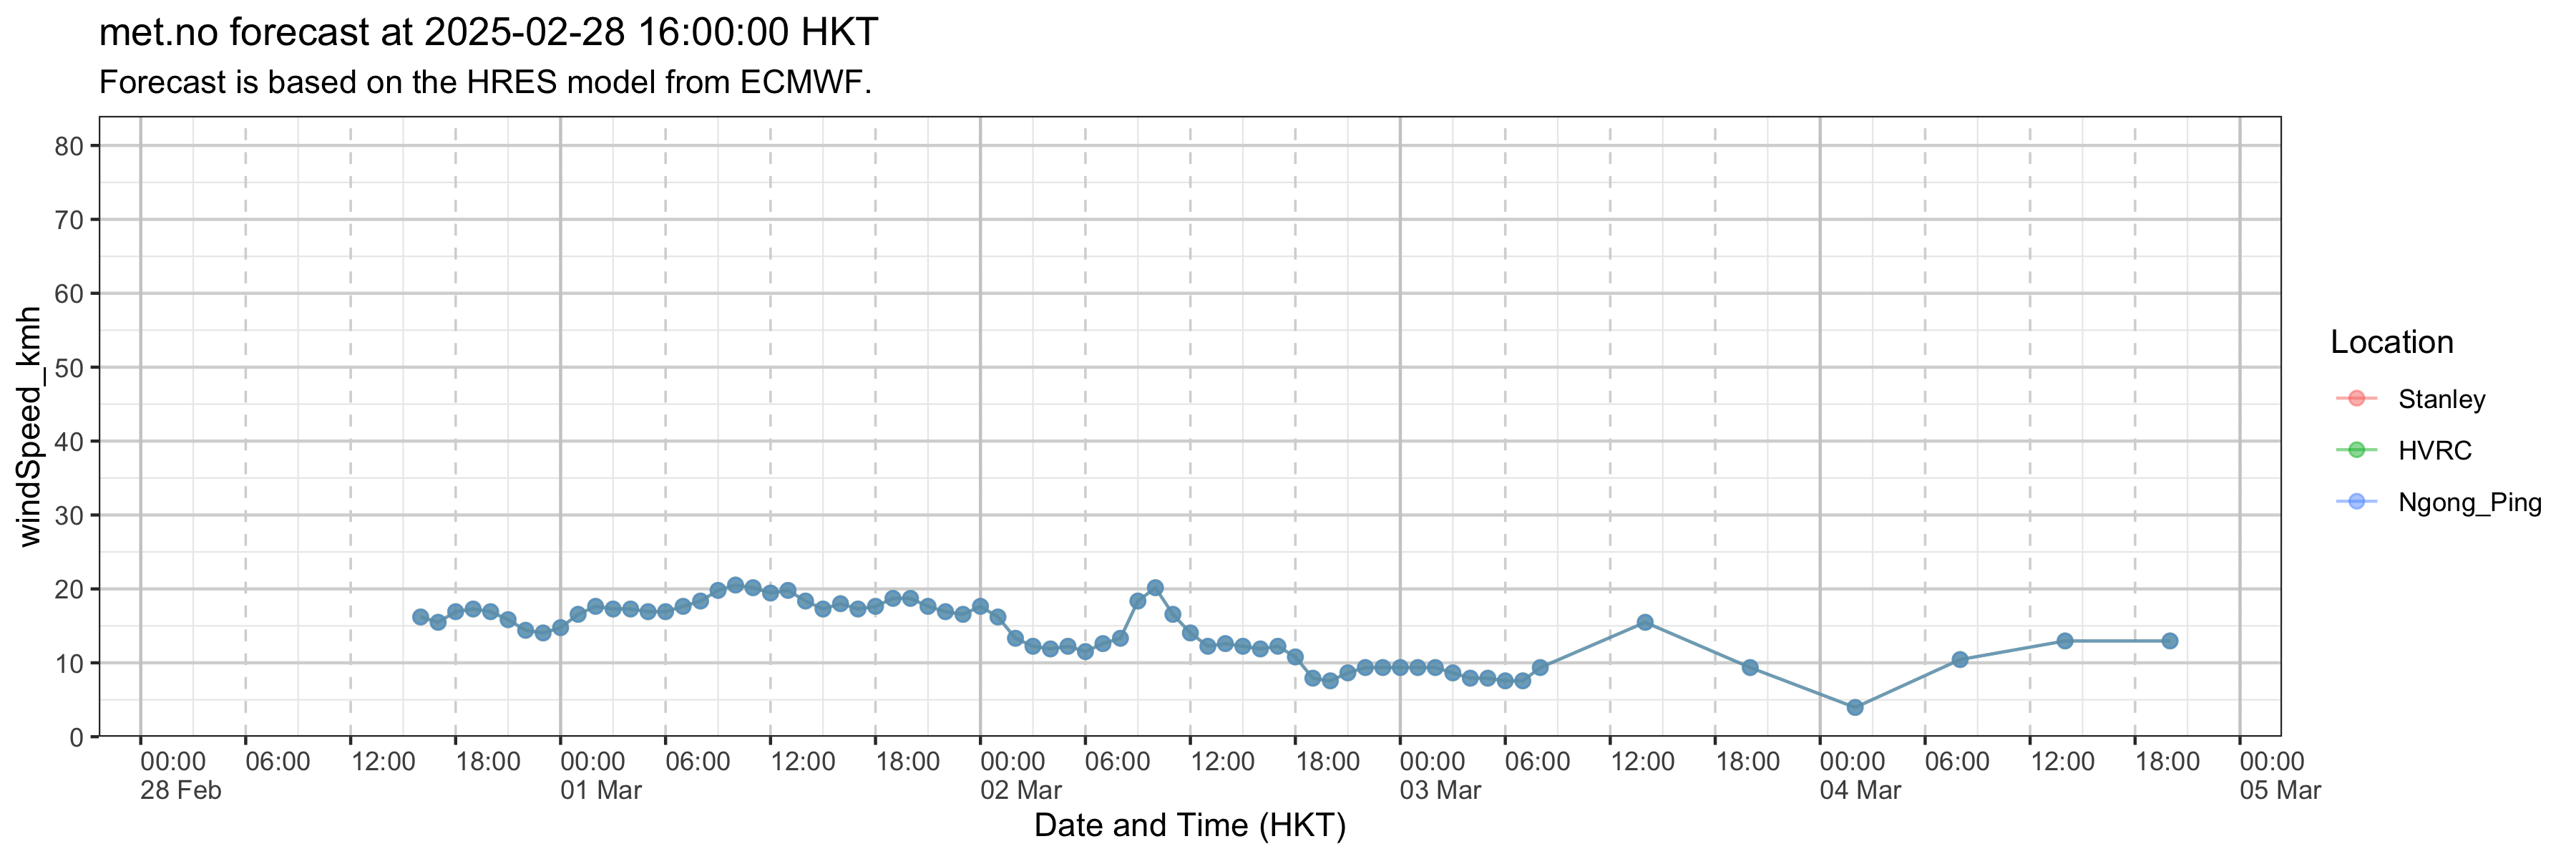 met.no forecast at 2025-02-28 16:00:00 HKT
Forecast is based on the HRES model from ECMWF.
windSpeed_kmh
80
70
60
50
40
30
20
10
0
00:00 06:00 12:00 18:00 00:00 06:00 12:00 18:00 00:00 06:00 12:00 18:00 00:00 06:00 12:00 18:00 00:00 06:00 12:00 18:00 00:00
28 Feb 01 Mar 02 Mar 03 Mar 04 Mar 05 Mar
Date and Time (HKT)
Location
Stanley
HVRC
Ngong_Ping